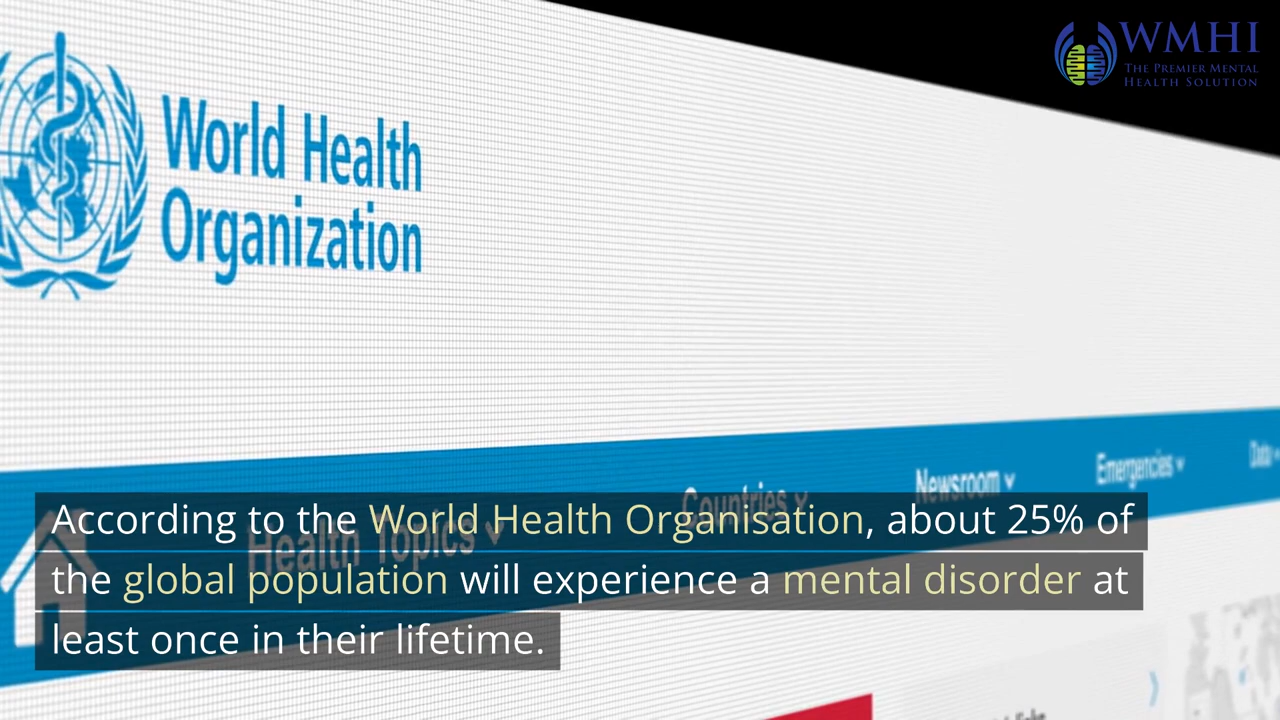 WMHI
THE PREMIER MENTAL
HEALTH SOLUTION
World Health
Organization
Health Topics
Countries
Newsroom
Emergencies
Data
According to the World Health Organisation, about 25% of
the global population will experience a mental disorder at
least once in their lifetime.